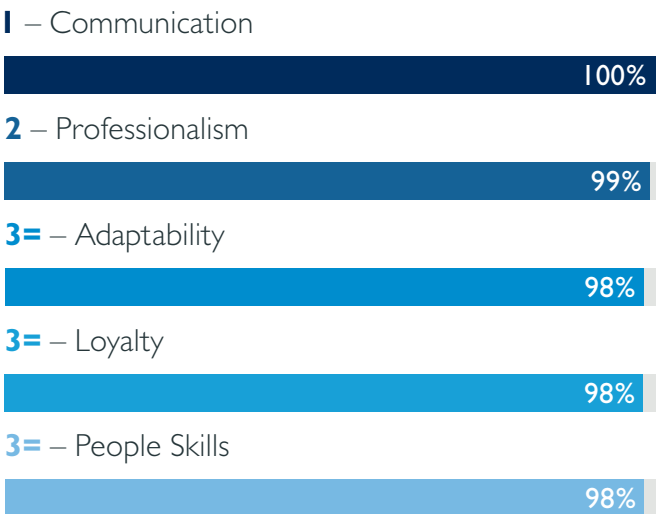 1 – Communication
100%
2 – Professionalism
99%
3= – Adaptability
98%
3= – Loyalty
98%
3= – People Skills
98%